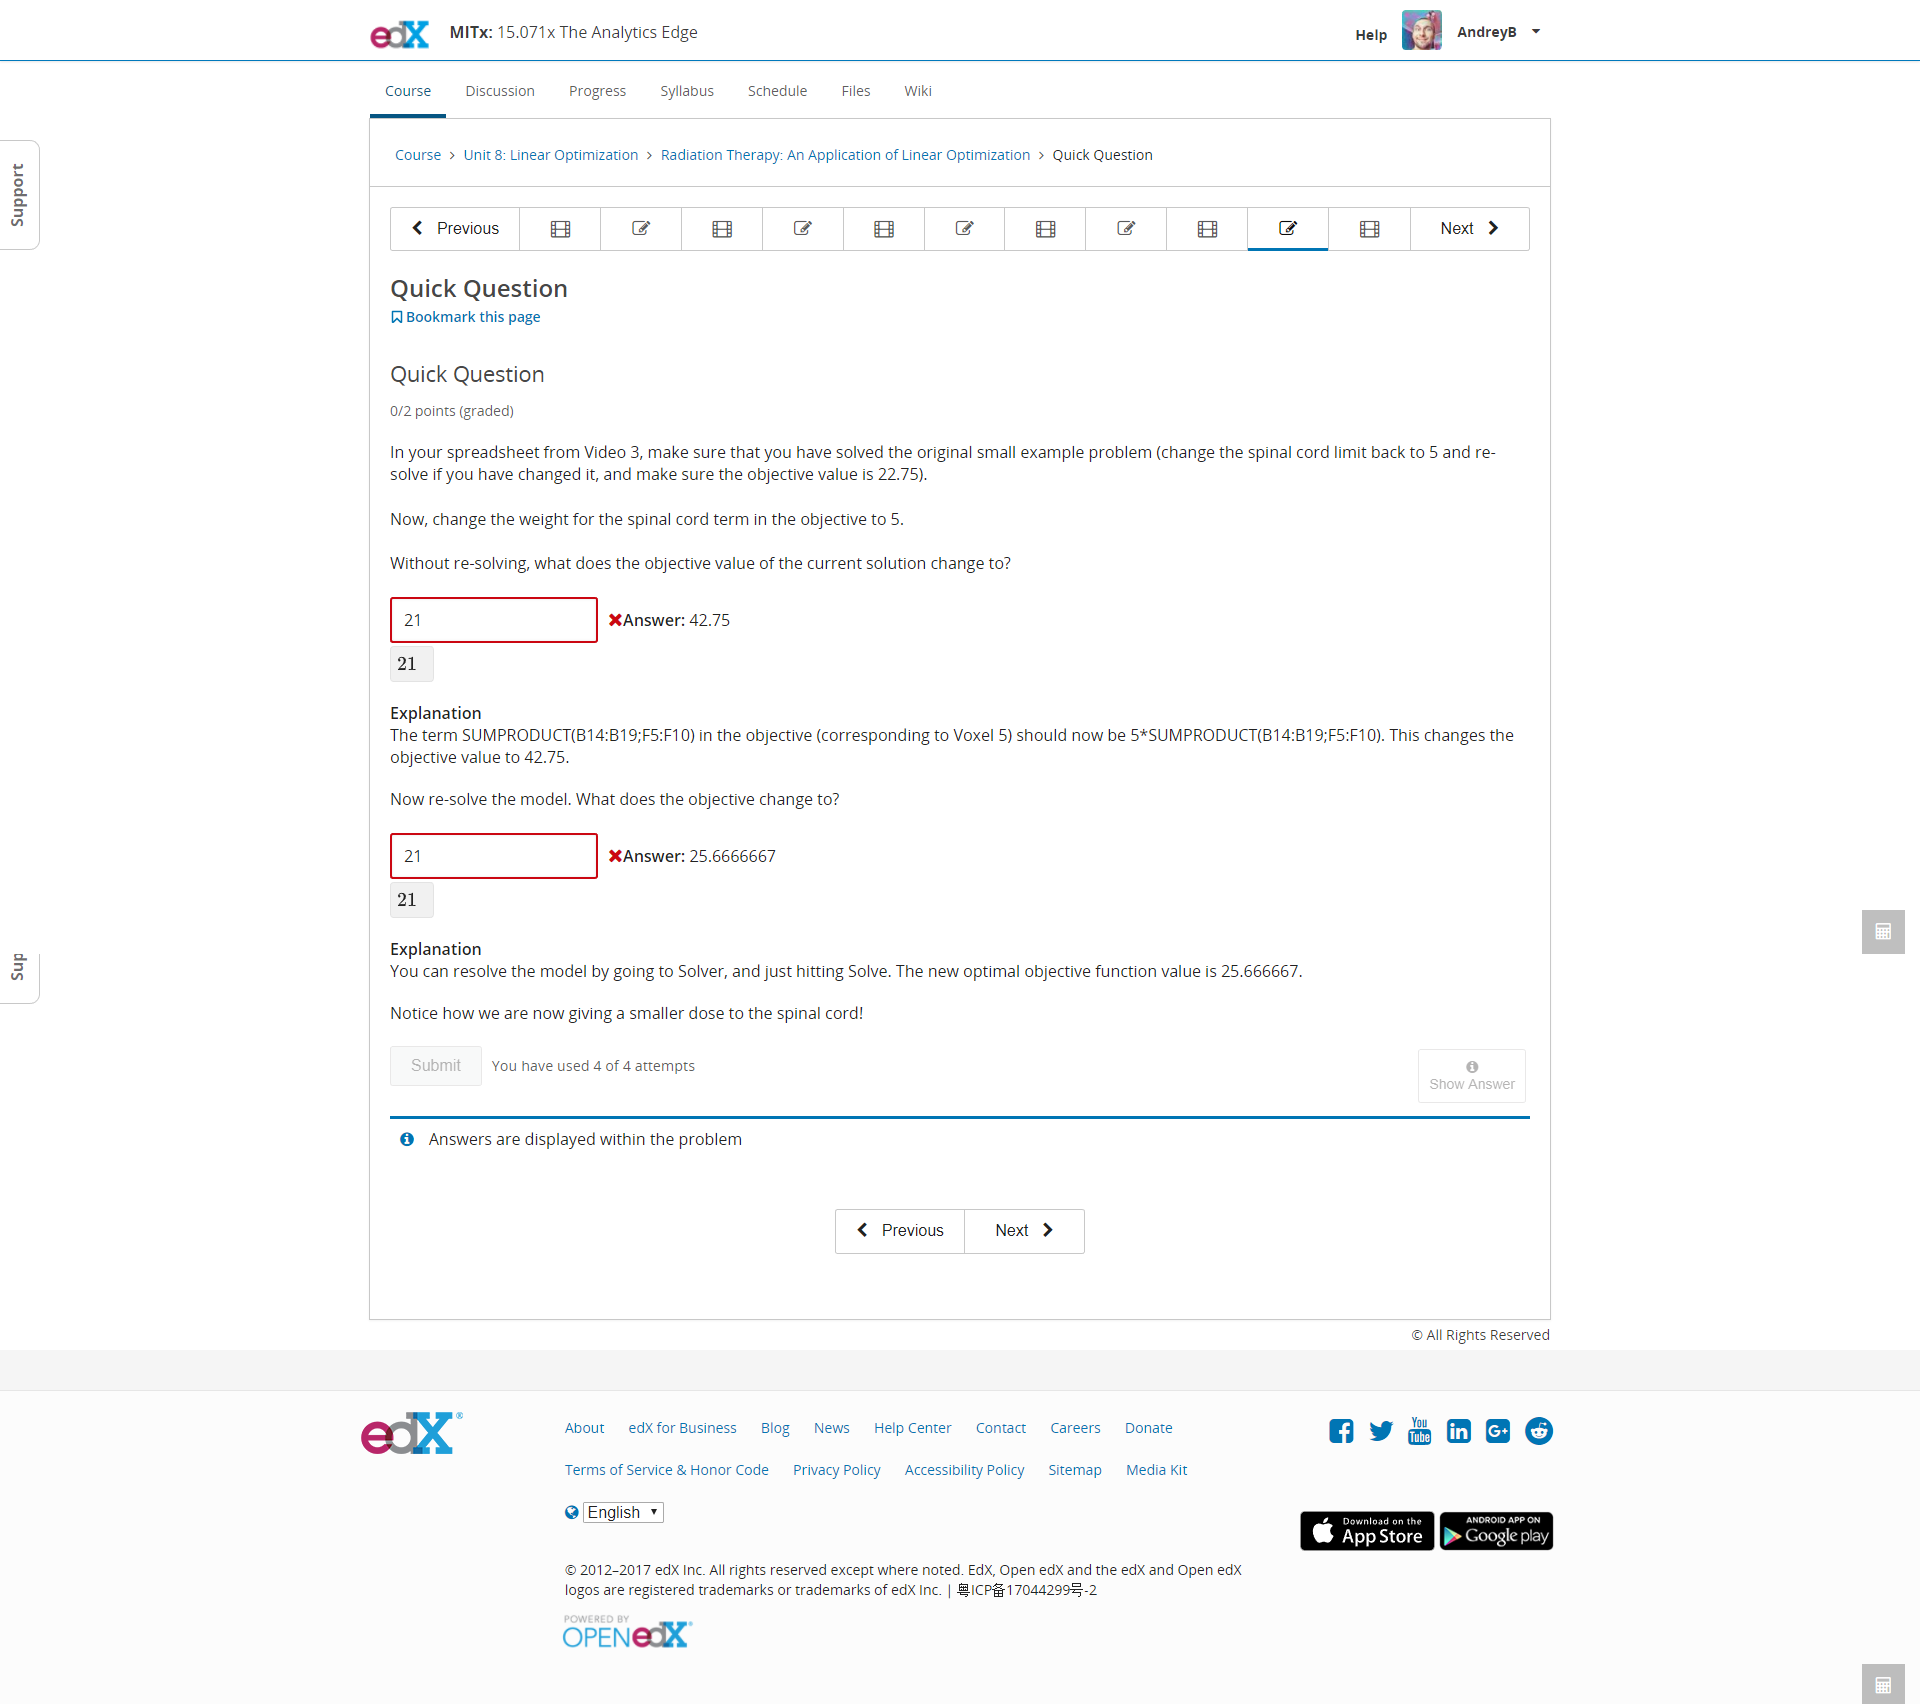 edX MITx: 15.071x The Analytics Edge Help AndreyB
Course Discussion Progress Syllabus Schedule Files Wiki
Support
Course > Unit 8: Linear Optimization > Radiation Therapy: An Application of Linear Optimization > Quick Question
Previous Next
Quick Question
Bookmark this page
Quick Question
0/2 points (graded)
In your spreadsheet from Video 3, make sure that you have solved the original small example problem (change the spinal cord limit back to 5 and re-
solve if you have changed it, and make sure the objective value is 22.75).
Now, change the weight for the spinal cord term in the objective to 5.
Without re-solving, what does the objective value of the current solution change to?
21 Answer: 42.75
21
Explanation
The term SUMPRODUCT(B14:B19;F5:F10) in the objective (corresponding to Voxel 5) should now be 5*SUMPRODUCT(B14:B19;F5:F10). This changes the
objective value to 42.75.
Now re-solve the model. What does the objective change to?
21 Answer: 25.6666667
21
Explanation
Sup
You can resolve the model by going to Solver, and just hitting Solve. The new optimal objective function value is 25.666667.
Notice how we are now giving a smaller dose to the spinal cord!
Submit You have used 4 of 4 attempts
Show Answer
Answers are displayed within the problem
Previous Next
© All Rights Reserved
edX ®
About edX for Business Blog News Help Center Contact Careers Donate
You Tube in G+
Terms of Service & Honor Code Privacy Policy Accessibility Policy Sitemap Media Kit
English
Download on the App Store ANDROID APP ON Google play
© 2012–2017 edX Inc. All rights reserved except where noted. EdX, Open edX and the edX and Open edX
logos are registered trademarks or trademarks of edX Inc. | 粤ICP备17044299号-2
POWERED BY
OPEN edX ®